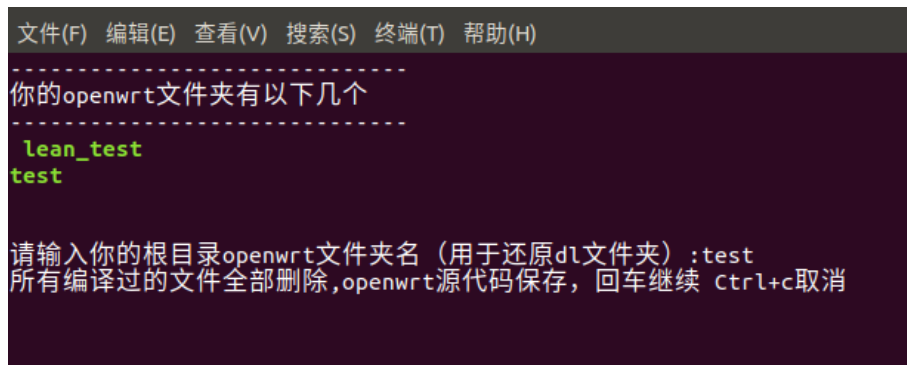 文件(F) 编辑(E) 查看(V) 搜索(S) 终端(T) 帮助(H)
------------------------------
你的openwrt文件夹有以下几个
------------------------------
lean_test
test
请输入你的根目录openwrt文件夹名（用于还原dl文件夹）:test
所有编译过的文件全部删除,openwrt源代码保存，回车继续 Ctrl+c取消